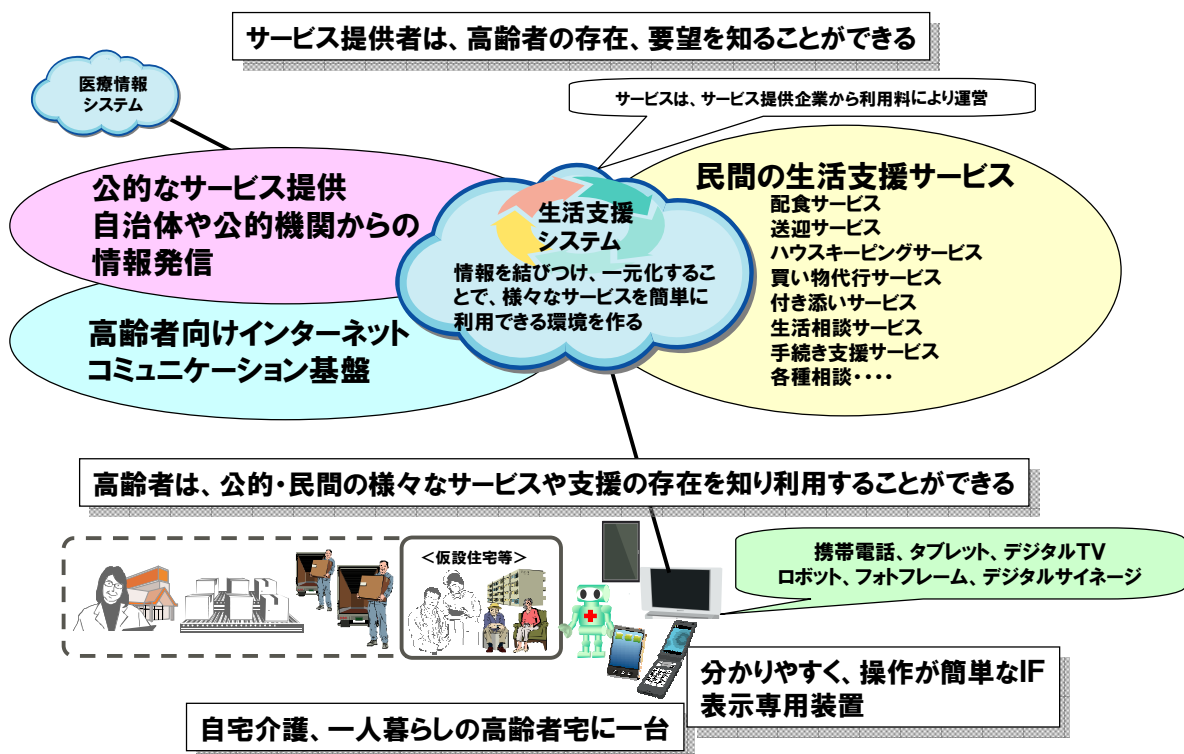 サービス提供者は、高齢者の存在、要望を知ることができる
医療情報
システム
サービスは、サービス提供企業から利用料により運営
公的なサービス提供
自治体や公的機関からの
情報発信
高齢者向けインターネット
コミュニケーション基盤
生活支援
システム
情報を結びつけ、一元化するこ
とで、様々なサービスを簡単に
利用できる環境を作る
民間の生活支援サービス
配食サービス
送迎サービス
ハウスキーピングサービス
買い物代行サービス
付き添いサービス
生活相談サービス
手続き支援サービス
各種相談・・・・
高齢者は、公的・民間の様々なサービスや支援の存在を知り利用することができる
＜仮設住宅等＞
携帯電話、タブレット、デジタルTV
ロボット、フォトフレーム、デジタルサイネージ
分かりやすく、操作が簡単なIF
表示専用装置
自宅介護、一人暮らしの高齢者宅に一台